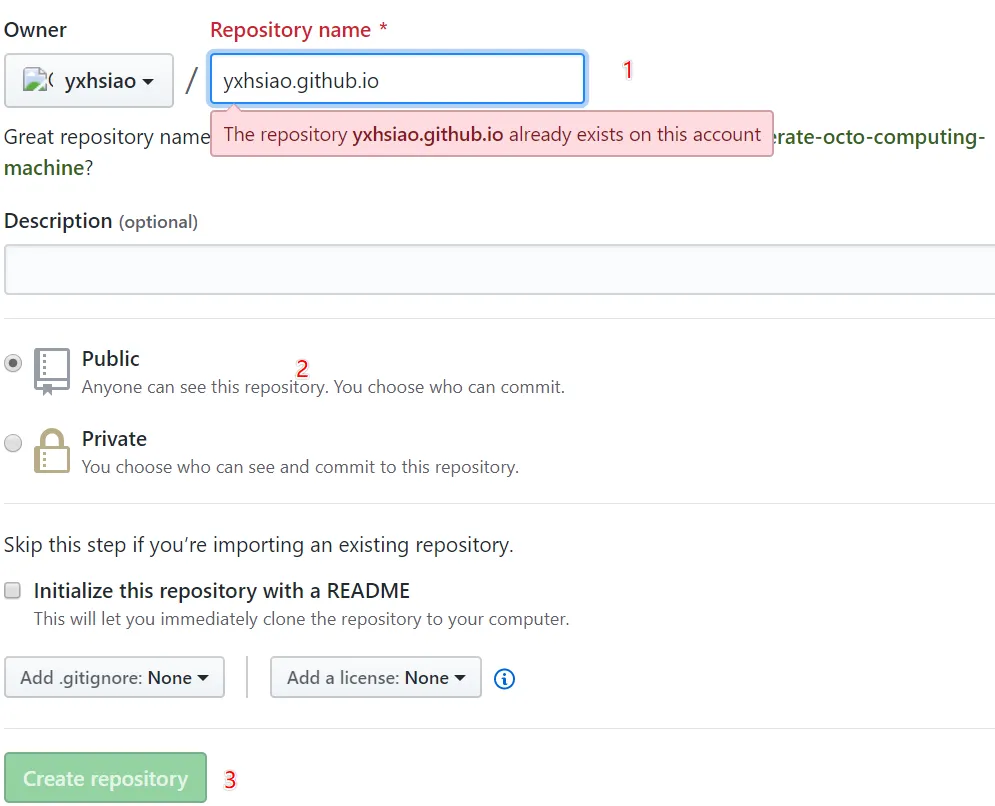 Owner Repository name *
yxhsiao / yxhsiao.github.io 1
The repository yxhsiao.github.io already exists on this account
Great repository name
machine?
Description (optional)
Public 2
Anyone can see this repository. You choose who can commit.
Private
You choose who can see and commit to this repository.
Skip this step if you’re importing an existing repository.
Initialize this repository with a README
This will let you immediately clone the repository to your computer.
Add .gitignore: None Add a license: None
Create repository 3